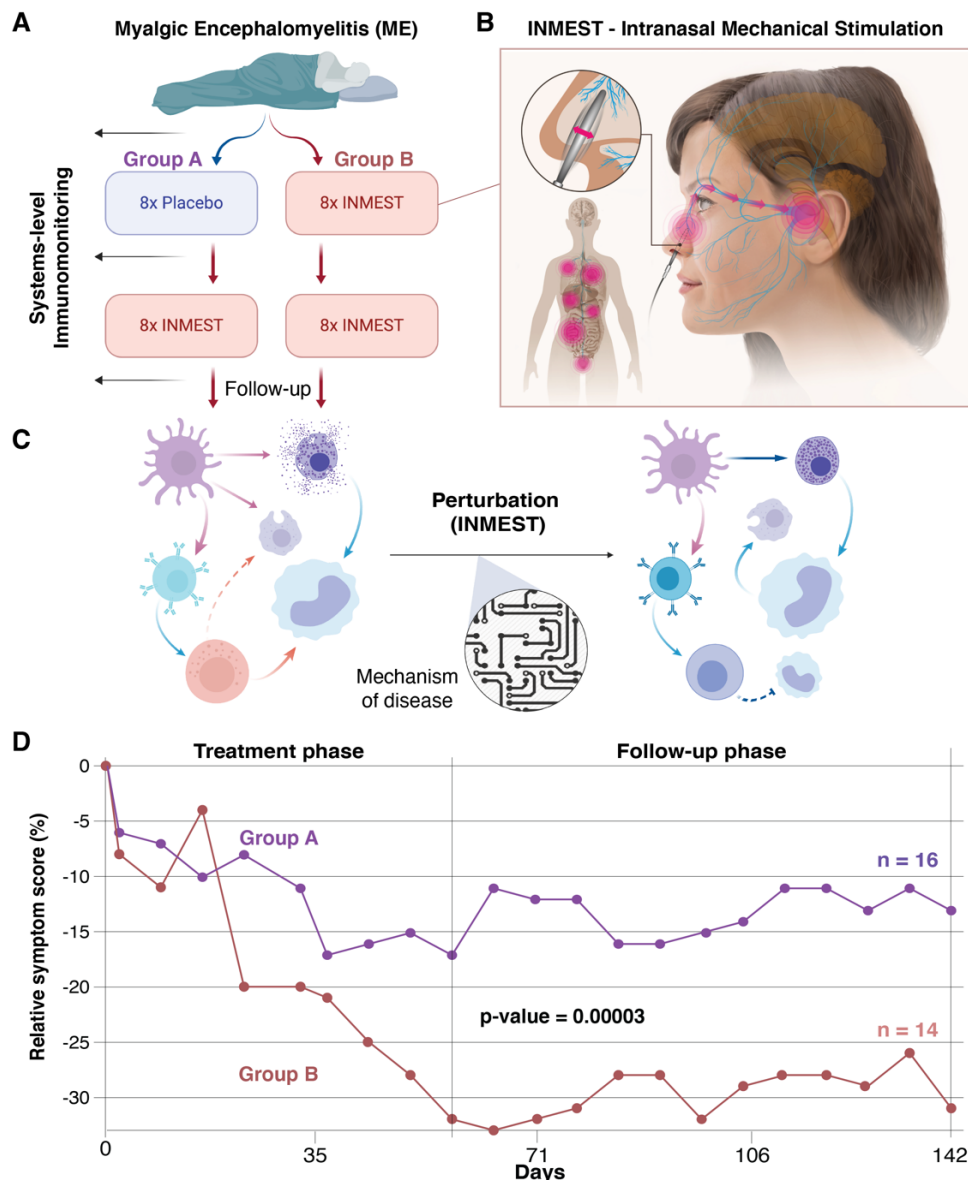 A
Myalgic Encephalomyelitis (ME)
Group A
Group B
Systems-level
Immunomonitoring
8x Placebo
8x INMEST
8x INMEST
8x INMEST
Follow-up
B
INMEST - Intranasal Mechanical Stimulation
C
Perturbation
(INMEST)
Mechanism
of disease
D
Treatment phase
Follow-up phase
Relative symptom score (%)
0
-5
-10
-15
-20
-25
-30
Group A
n = 16
p-value = 0.00003
n = 14
Group B
0
35
71
106
142
Days